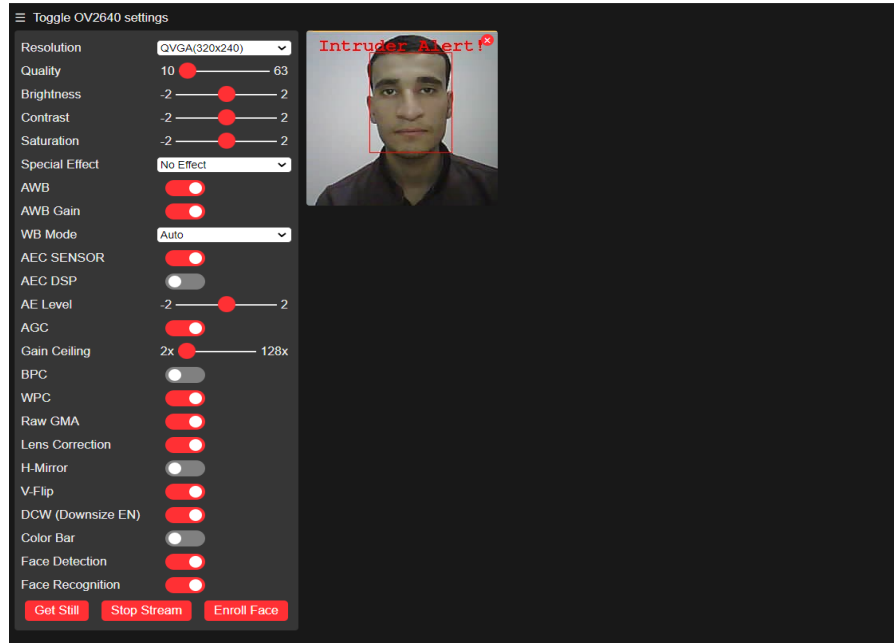 Toggle OV2640 settings
Resolution QVGA(320x240)
Quality 10 63
Brightness -2 2
Contrast -2 2
Saturation -2 2
Special Effect No Effect
AWB
AWB Gain
WB Mode Auto
AEC SENSOR
AEC DSP
AE Level -2 2
AGC
Gain Ceiling 2x 128x
BPC
WPC
Raw GMA
Lens Correction
H-Mirror
V-Flip
DCW (Downsize EN)
Color Bar
Face Detection
Face Recognition
Get Still Stop Stream Enroll Face
Intruder Alert!